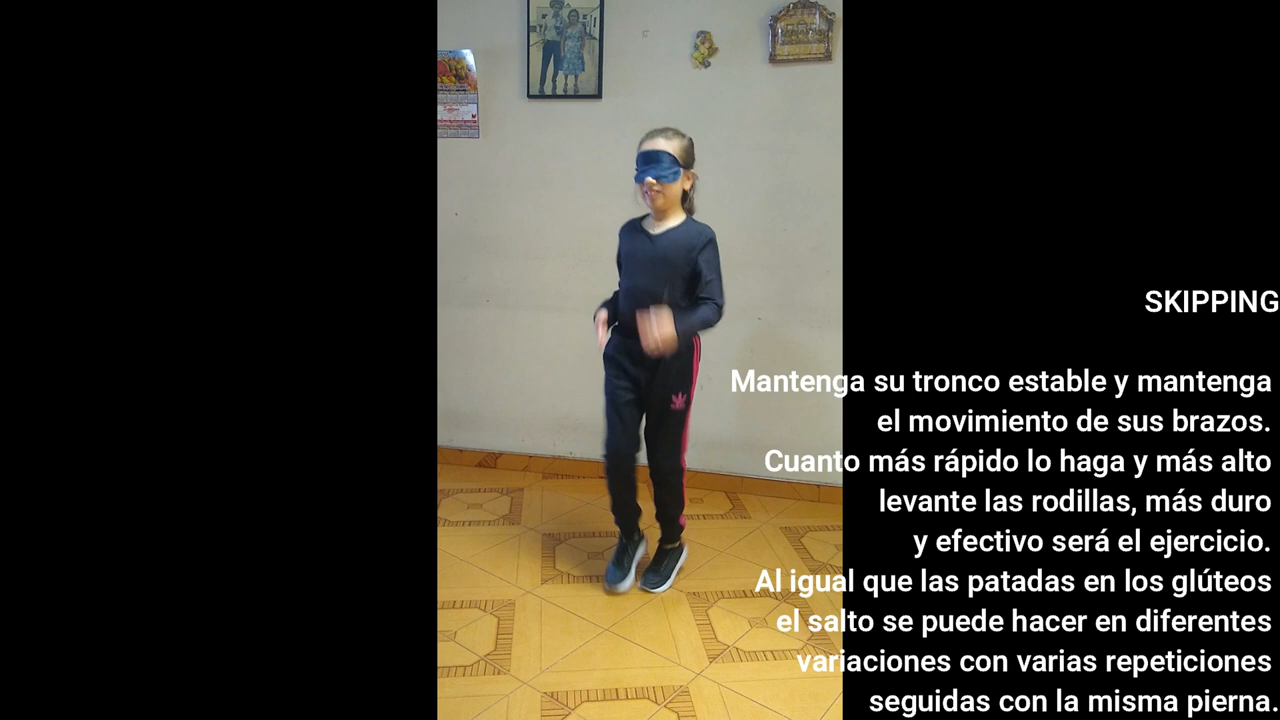 SKIPPING
Mantenga su tronco estable y mantenga
el movimiento de sus brazos.
Cuanto más rápido lo haga y más alto
levante las rodillas, más duro
y efectivo será el ejercicio.
Al igual que las patadas en los glúteos
el salto se puede hacer en diferentes
variaciones con varias repeticiones
seguidas con la misma pierna.